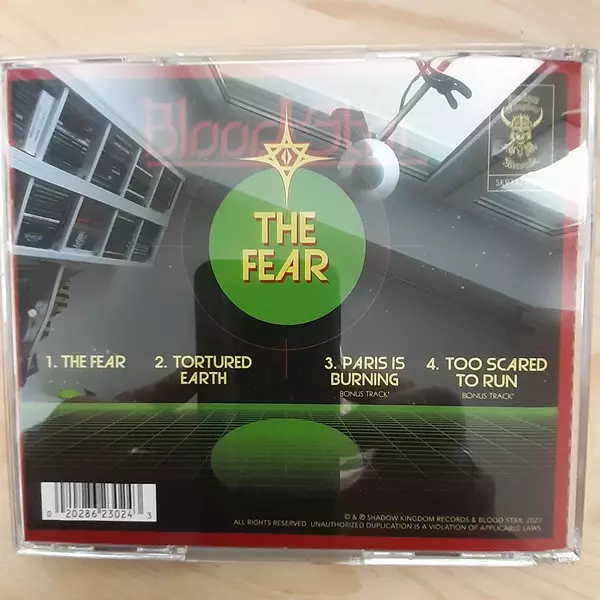 Blood Star
THE
FEAR
1. THE FEAR
2. TORTURED
EARTH
3. PARIS IS
BURNING
BONUS TRACK*
4. TOO SCARED
TO RUN
BONUS TRACK*
0 20286 23024 3
© & ℗ SHADOW KINGDOM RECORDS & BLOOD STAR, 2020
ALL RIGHTS RESERVED. UNAUTHORIZED DUPLICATION IS A VIOLATION OF APPLICABLE LAWS